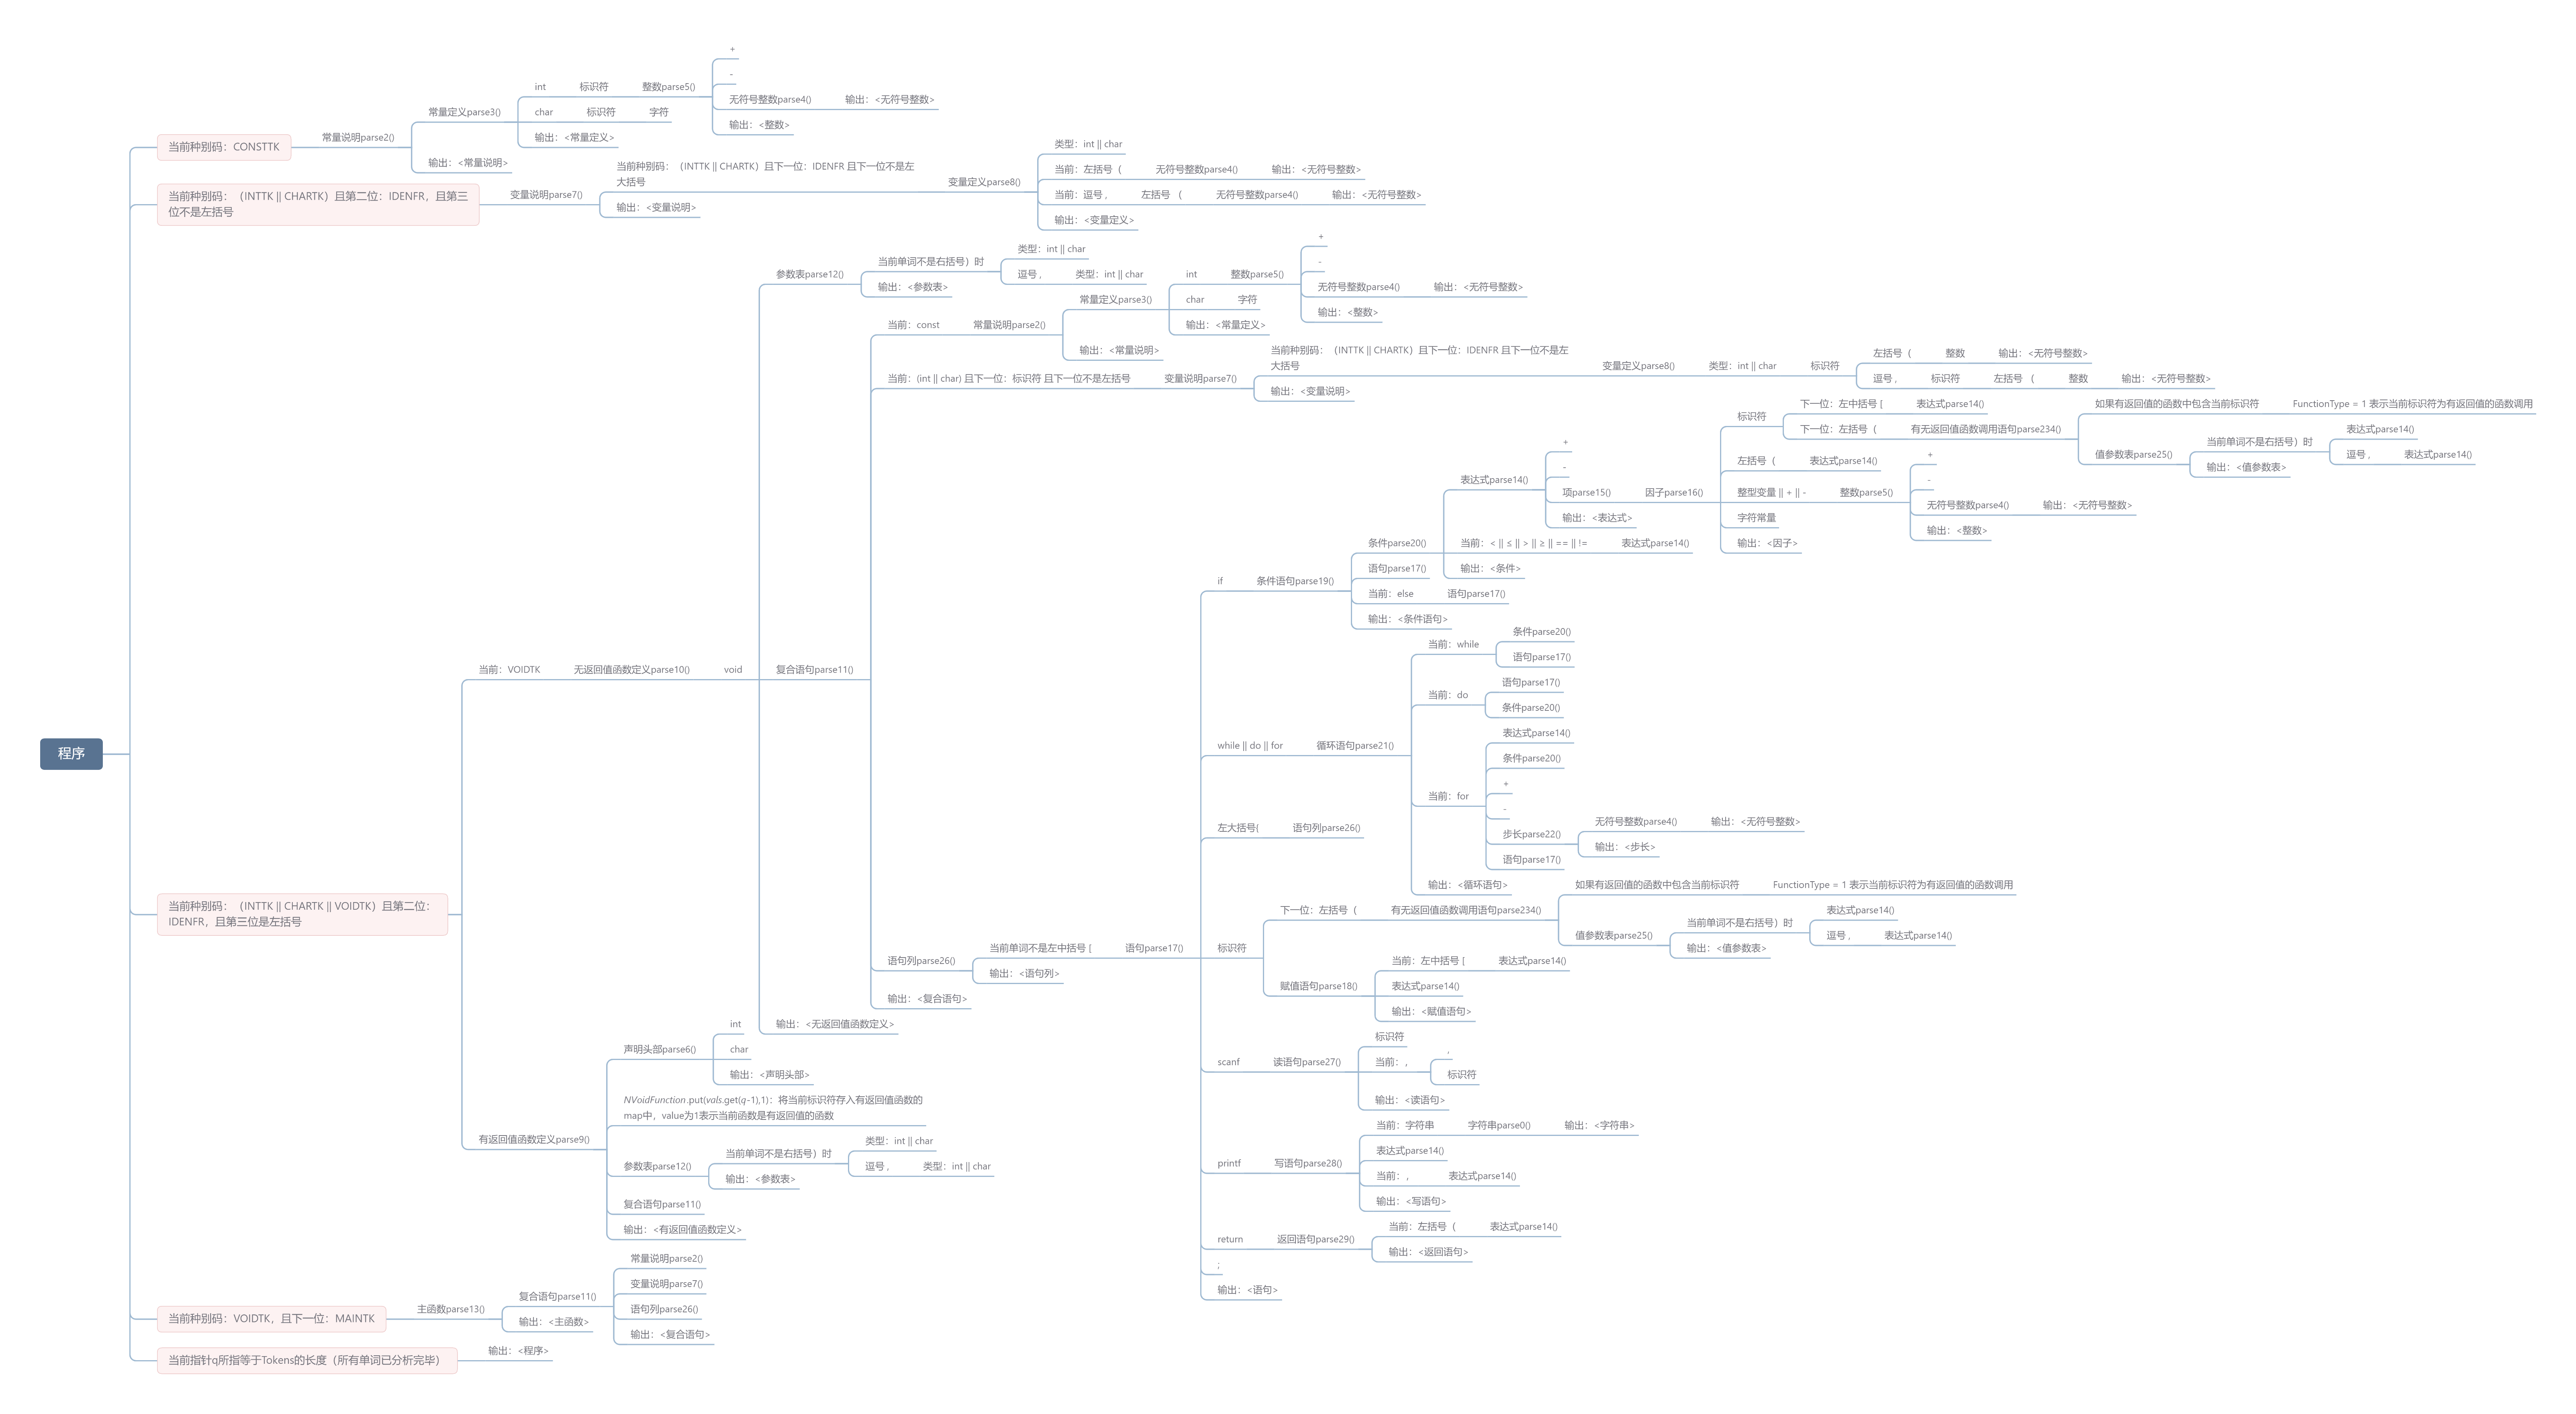 程序
当前种别码：CONSTTK
常量说明parse2()
常量定义parse3()
int
标识符
整数parse5()
+
-
无符号整数parse4()
输出：<无符号整数>
输出：<整数>
char
标识符
字符
输出：<常量定义>
输出：<常量说明>
当前种别码：（INTTK || CHARTK）且第二位：IDENFR，且第三
位不是左括号
变量说明parse7()
当前种别码：（INTTK || CHARTK）且下一位：IDENFR 且下一位不是左
大括号
变量定义parse8()
类型：int || char
当前：左括号（
无符号整数parse4()
输出：<无符号整数>
当前：逗号 ,
左括号 （
无符号整数parse4()
输出：<无符号整数>
输出：<变量定义>
输出：<变量说明>
当前种别码：（INTTK || CHARTK || VOIDTK）且第二位：
IDENFR，且第三位是左括号
当前：VOIDTK
无返回值函数定义parse10()
void
参数表parse12()
当前单词不是右括号）时
类型：int || char
逗号 ,
类型：int || char
输出：<参数表>
复合语句parse11()
当前：const
常量说明parse2()
常量定义parse3()
int
整数parse5()
+
-
无符号整数parse4()
输出：<无符号整数>
输出：<整数>
char
字符
输出：<常量定义>
输出：<常量说明>
当前：(int || char) 且下一位：标识符 且下一位不是左括号
变量说明parse7()
当前种别码：（INTTK || CHARTK）且下一位：IDENFR 且下一位不是左
大括号
变量定义parse8()
类型：int || char
标识符
左括号（
整数
输出：<无符号整数>
逗号 ,
标识符
左括号 （
整数
输出：<无符号整数>
输出：<变量说明>
语句列parse26()
当前单词不是左中括号 [
语句parse17()
if
条件语句parse19()
条件parse20()
表达式parse14()
+
-
项parse15()
因子parse16()
标识符
下一位：左中括号 [
表达式parse14()
下一位：左括号（
有无返回值函数调用语句parse234()
如果有返回值的函数中包含当前标识符
FunctionType = 1 表示当前标识符为有返回值的函数调用
值参数表parse25()
当前单词不是右括号）时
表达式parse14()
逗号 ,
表达式parse14()
输出：<值参数表>
左括号（
表达式parse14()
整型变量 || + || -
整数parse5()
+
-
无符号整数parse4()
输出：<无符号整数>
输出：<整数>
字符常量
输出：<因子>
输出：<表达式>
当前：< || ≤ || > || ≥ || == || !=
表达式parse14()
输出：<条件>
语句parse17()
当前：else
语句parse17()
输出：<条件语句>
while || do || for
循环语句parse21()
当前：while
条件parse20()
语句parse17()
当前：do
语句parse17()
条件parse20()
当前：for
表达式parse14()
条件parse20()
+
-
步长parse22()
无符号整数parse4()
输出：<无符号整数>
输出：<步长>
语句parse17()
输出：<循环语句>
左大括号{
语句列parse26()
标识符
下一位：左括号（
有无返回值函数调用语句parse234()
如果有返回值的函数中包含当前标识符
FunctionType = 1 表示当前标识符为有返回值的函数调用
值参数表parse25()
当前单词不是右括号）时
表达式parse14()
逗号 ,
表达式parse14()
输出：<值参数表>
赋值语句parse18()
当前：左中括号 [
表达式parse14()
表达式parse14()
输出：<赋值语句>
scanf
读语句parse27()
标识符
当前：,
,
标识符
输出：<读语句>
printf
写语句parse28()
当前：字符串
字符串parse0()
输出：<字符串>
表达式parse14()
当前：,
表达式parse14()
输出：<写语句>
return
返回语句parse29()
当前：左括号（
表达式parse14()
输出：<返回语句>
;
输出：<语句>
输出：<语句列>
输出：<复合语句>
输出：<无返回值函数定义>
有返回值函数定义parse9()
声明头部parse6()
int
char
输出：<声明头部>
NVoidFunction.put(vals.get(q-1),1)：将当前标识符存入有返回值函数的
map中，value为1表示当前函数是有返回值的函数
参数表parse12()
当前单词不是右括号）时
类型：int || char
逗号 ,
类型：int || char
输出：<参数表>
复合语句parse11()
输出：<有返回值函数定义>
当前种别码：VOIDTK，且下一位：MAINTK
主函数parse13()
复合语句parse11()
常量说明parse2()
变量说明parse7()
语句列parse26()
输出：<复合语句>
输出：<主函数>
当前指针q所指等于Tokens的长度（所有单词已分析完毕）
输出：<程序>